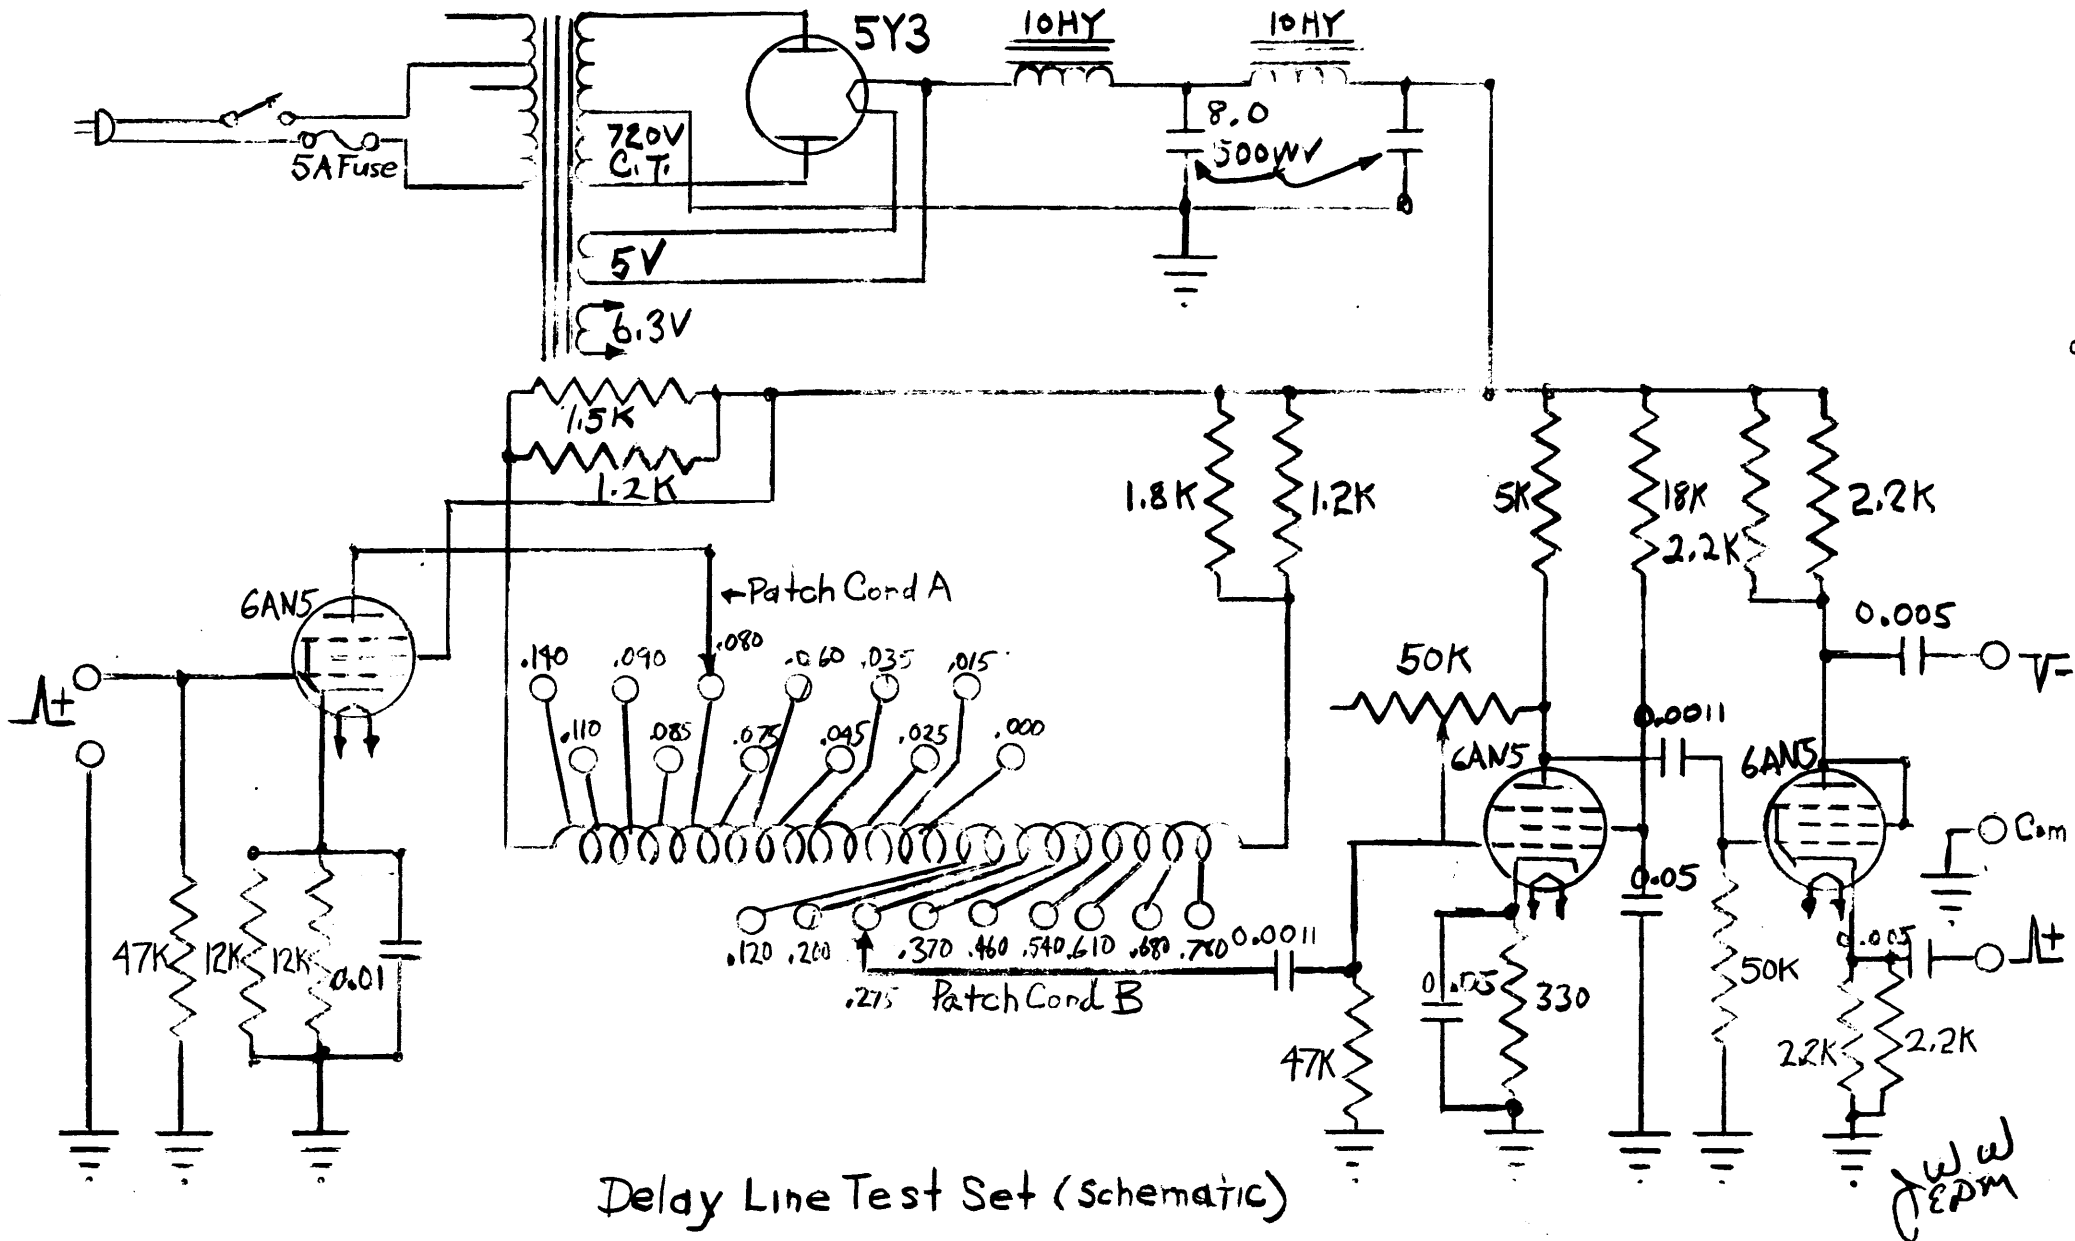 5Y3
10HY
10HY
8.0
500WV
5A Fuse
720V
C.T.
5V
6.3V
1.5K
1.2K
1.8K
1.2K
5K
18K
2.2K
2.2K
0.005
←Patch Cord A
6AN5
.140
.090
.080
.060
.035
.015
.110
.085
.075
.045
.025
.000
50K
0.0011
6AN5
6AN5
Com
+
-
0.05
0.005
+
47K
12K
12K
0.01
.120
.200
.275
.370
.460
.540
.610
.680
.780
0.0011
Patch Cord B
47K
0.05
330
50K
2.2K
2.2K
Delay Line Test Set (Schematic)